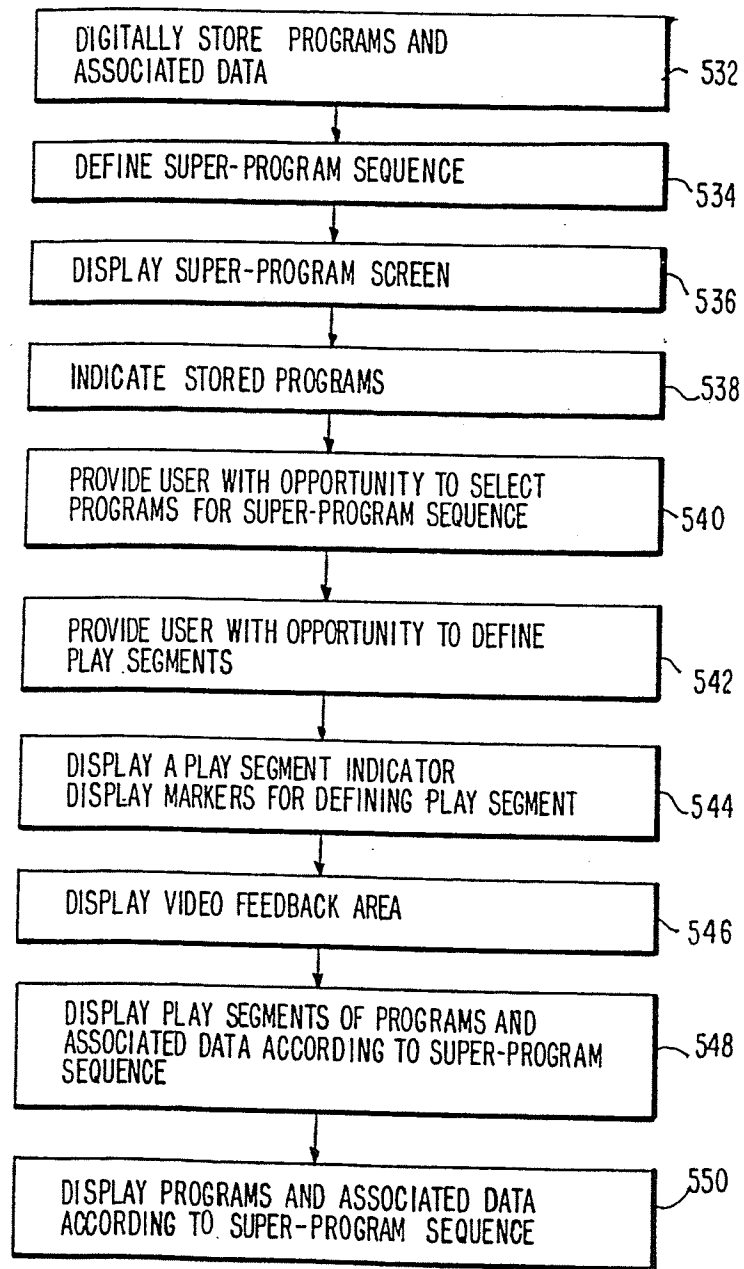 DIGITALLY STORE PROGRAMS AND
ASSOCIATED DATA
532
DEFINE SUPER-PROGRAM SEQUENCE
534
DISPLAY SUPER-PROGRAM SCREEN
536
INDICATE STORED PROGRAMS
538
PROVIDE USER WITH OPPORTUNITY TO SELECT
PROGRAMS FOR SUPER-PROGRAM SEQUENCE
540
PROVIDE USER WITH OPPORTUNITY TO DEFINE
PLAY SEGMENTS
542
DISPLAY A PLAY SEGMENT INDICATOR
DISPLAY MARKERS FOR DEFINING PLAY SEGMENT
544
DISPLAY VIDEO FEEDBACK AREA
546
DISPLAY PLAY SEGMENTS OF PROGRAMS AND
ASSOCIATED DATA ACCORDING TO SUPER-PROGRAM
SEQUENCE
548
DISPLAY PROGRAMS AND ASSOCIATED DATA
ACCORDING TO SUPER-PROGRAM SEQUENCE
550